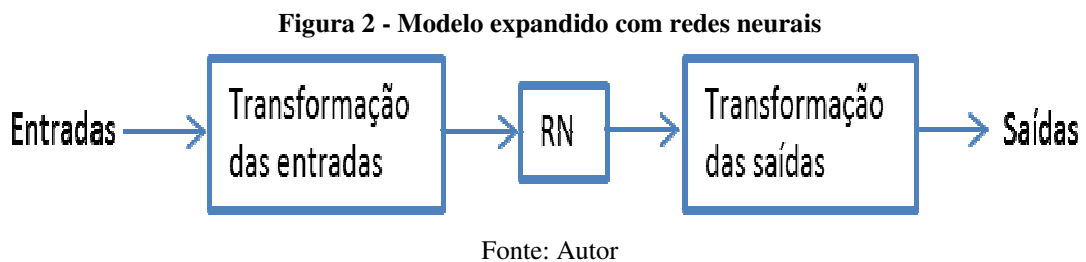 Figura 2 - Modelo expandido com redes neurais
Entradas
Transformação
das entradas
RN
Transformação
das saídas
Saídas
Fonte: Autor